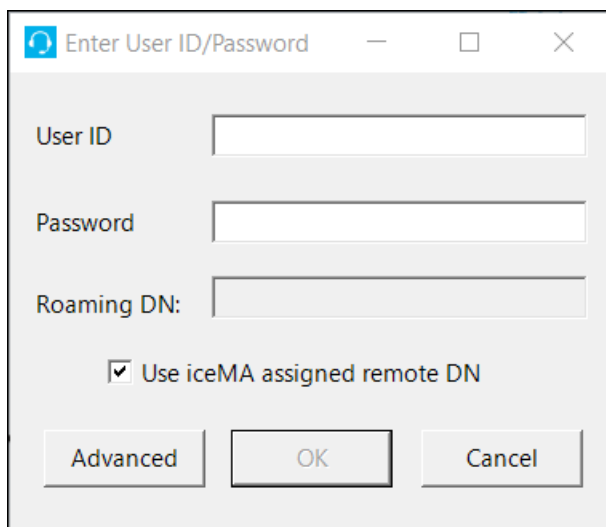 Enter User ID/Password
User ID
Password
Roaming DN:
Use iceMA assigned remote DN
Advanced OK Cancel